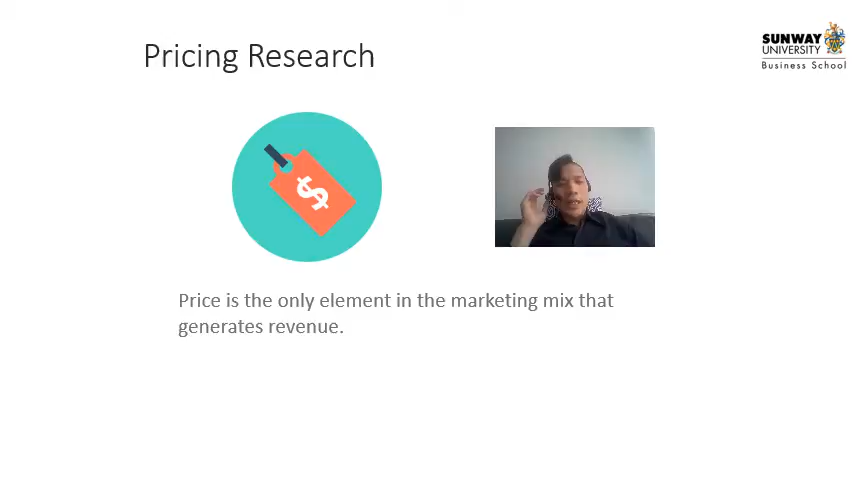 Pricing Research
SUNWAY
UNIVERSITY
Business School
$
Price is the only element in the marketing mix that
generates revenue.